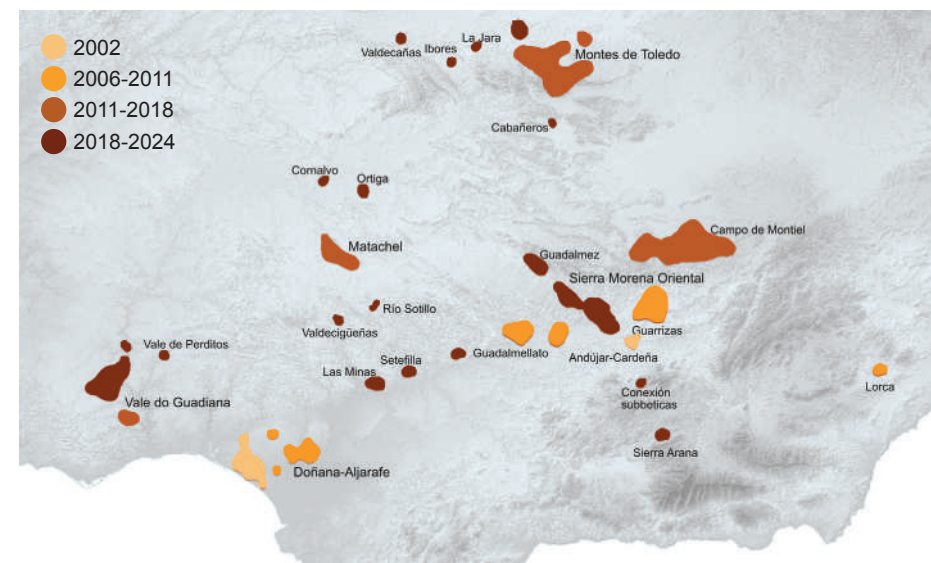 2002
2006-2011
2011-2018
2018-2024
La Jara
Valdecañas
Ibores
Montes de Toledo
Cabañeros
Cornalvo
Ortiga
Matachel
Campo de Montiel
Guadalmez
Sierra Morena Oriental
Río Sotillo
Valdecigüeñas
Guarrizas
Vale de Perditos
Guadalmellato
Andújar-Cardeña
Setefilla
Las Minas
Lorca
Conexión
subbéticas
Vale do Guadiana
Sierra Arana
Doñana-Aljarafe